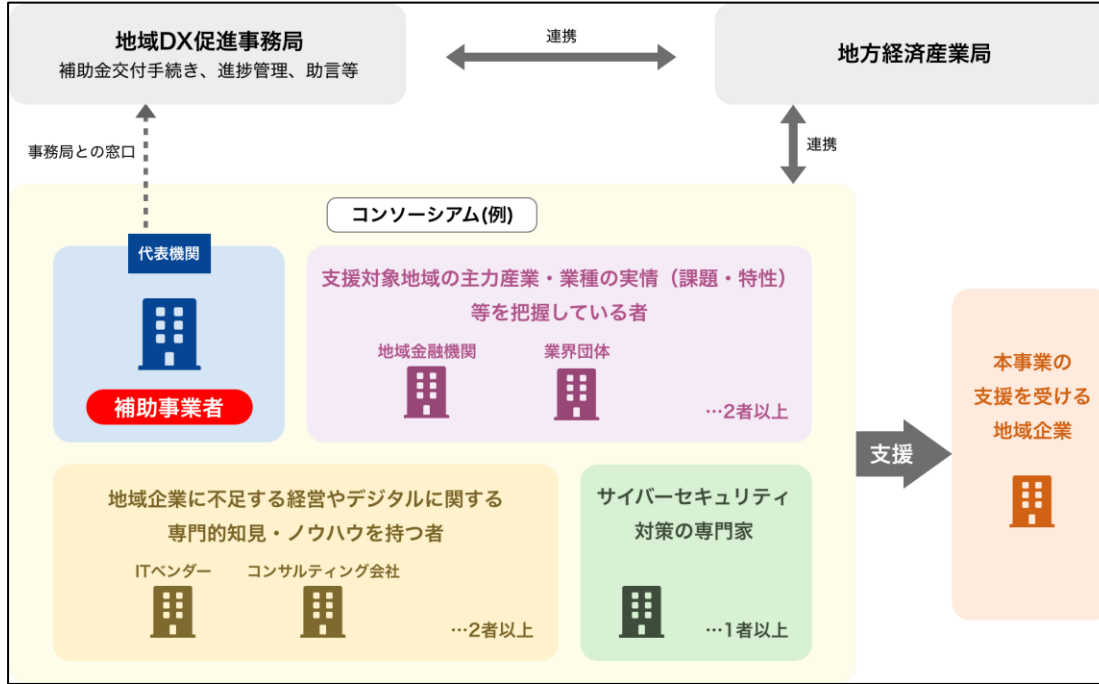 地域DX促進事務局
補助金交付手続き、進捗管理、助言等
連携
地方経済産業局
事務局との窓口
連携
コンソーシアム(例)
代表機関
補助事業者
支援対象地域の主力産業・業種の実情（課題・特性）
等を把握している者
地域金融機関
業界団体
…2者以上
地域企業に不足する経営やデジタルに関する
専門的知見・ノウハウを持つ者
ITベンダー
コンサルティング会社
…2者以上
サイバーセキュリティ
対策の専門家
…1者以上
支援
本事業の
支援を受ける
地域企業